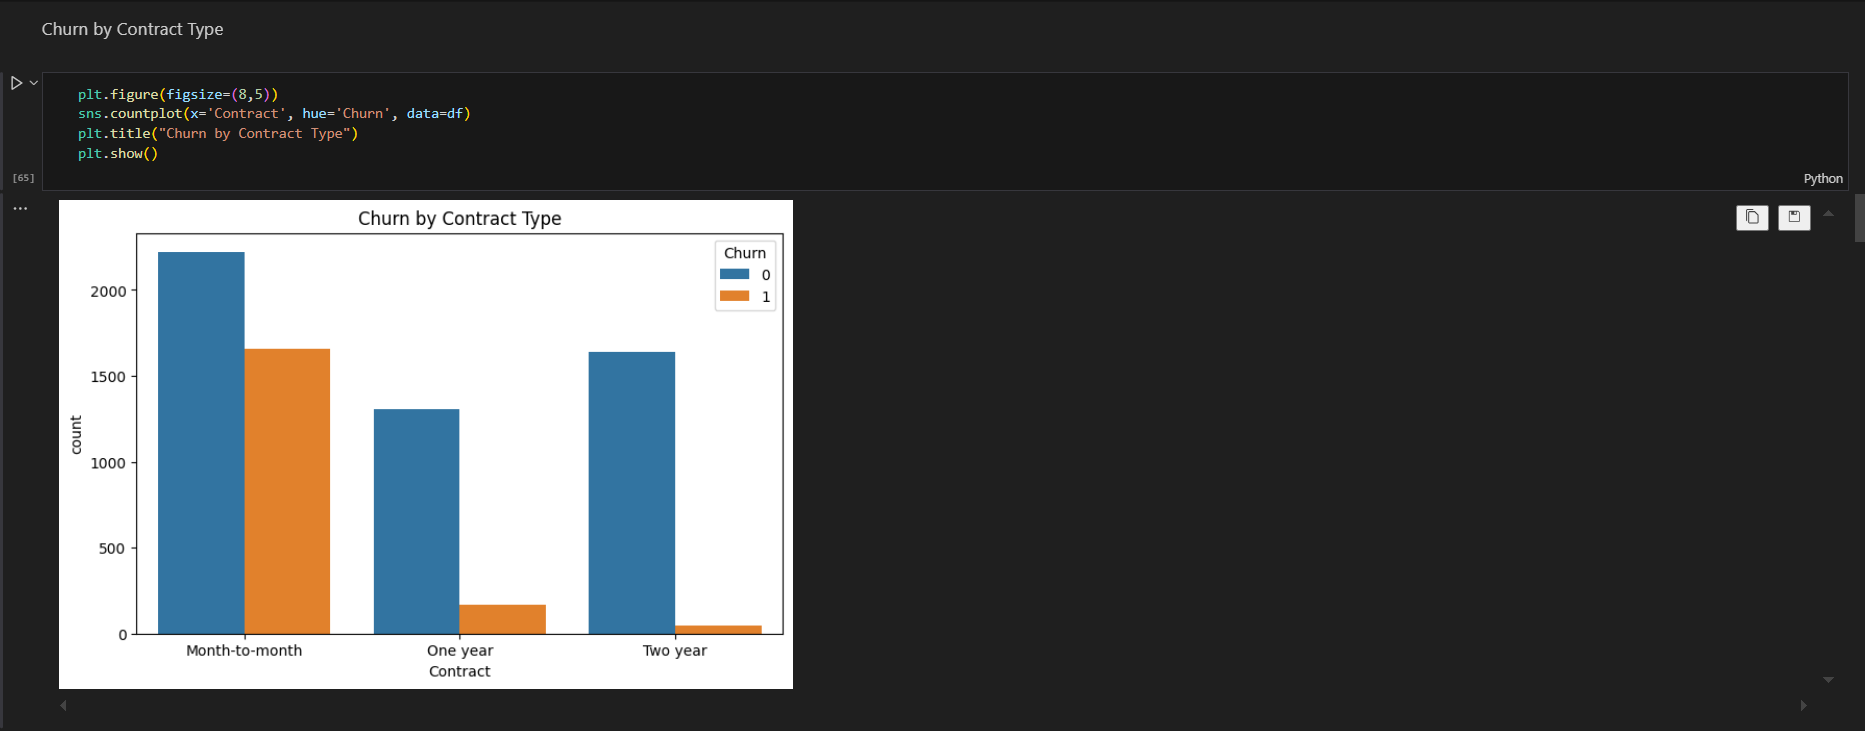 Churn by Contract Type
plt.figure(figsize=(8,5))
sns.countplot(x='Contract', hue='Churn', data=df)
plt.title("Churn by Contract Type")
plt.show()
[65]
Python
Churn by Contract Type
Churn
0
1
2000
1500
1000
500
0
count
Month-to-month
One year
Two year
Contract